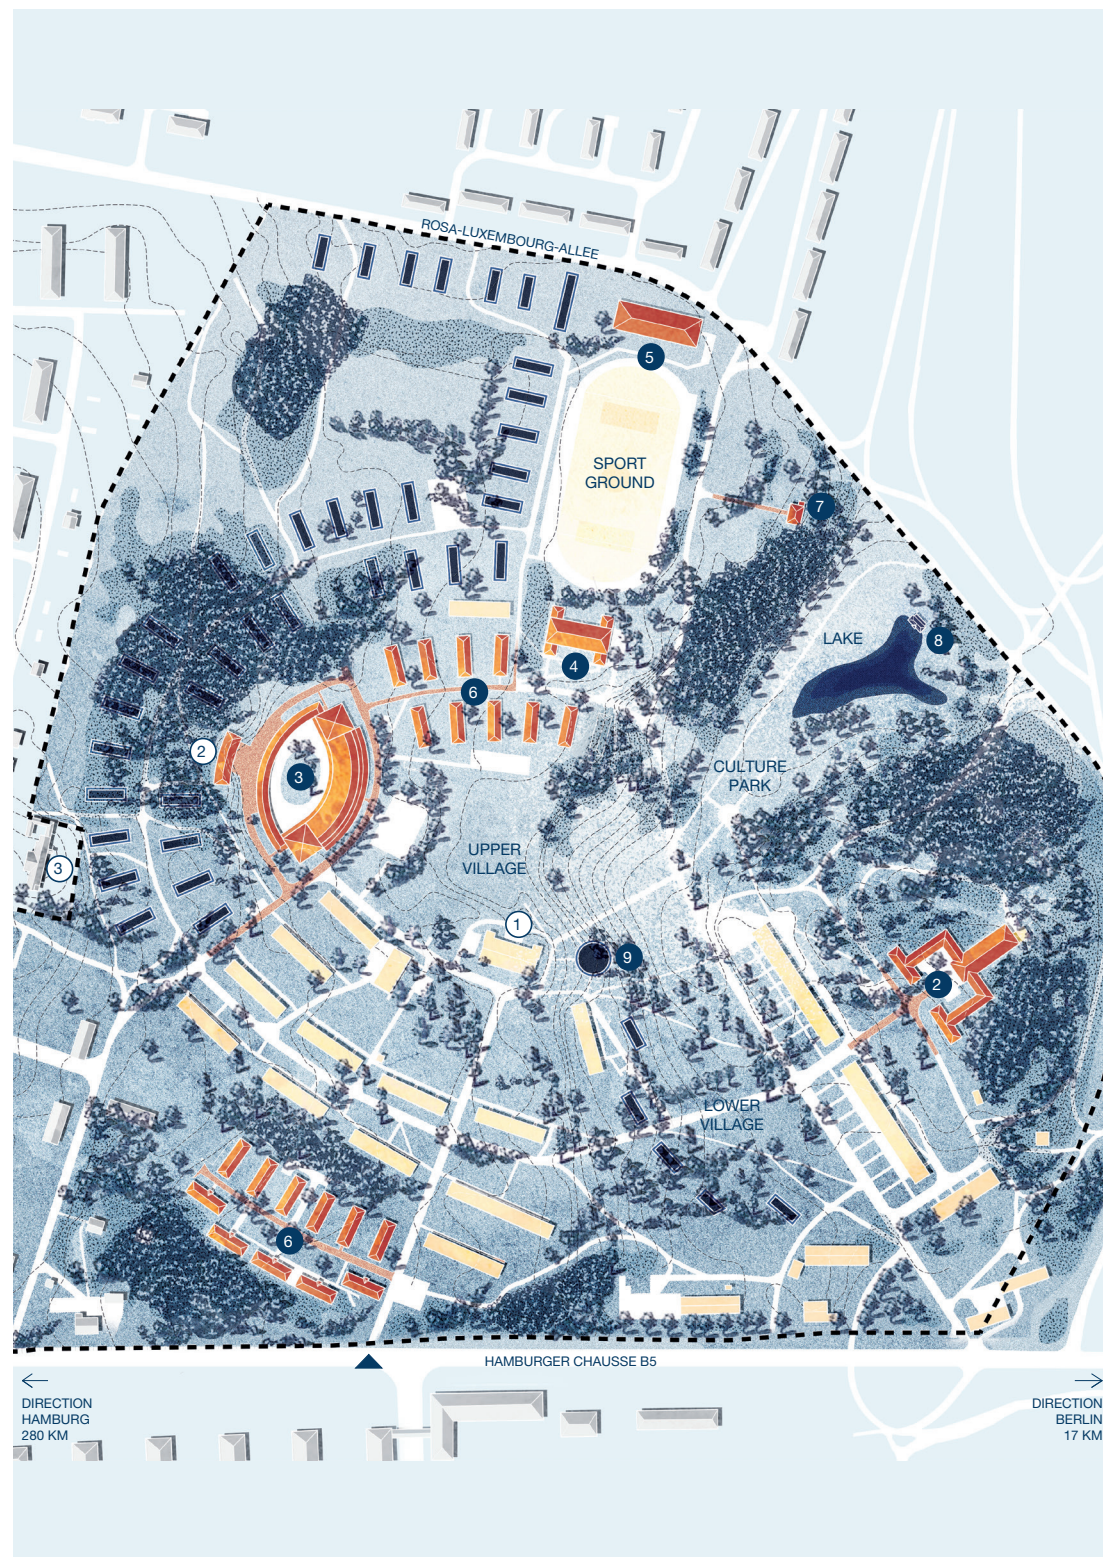 ROSA-LUXEMBOURG-ALLEE
5
SPORT
GROUND
7
LAKE
8
4
6
2
3
CULTURE
PARK
UPPER
VILLAGE
3
1
9
2
LOWER
VILLAGE
6
HAMBURGER CHAUSSE B5
DIRECTION
HAMBURG
280 KM
DIRECTION
BERLIN
17 KM